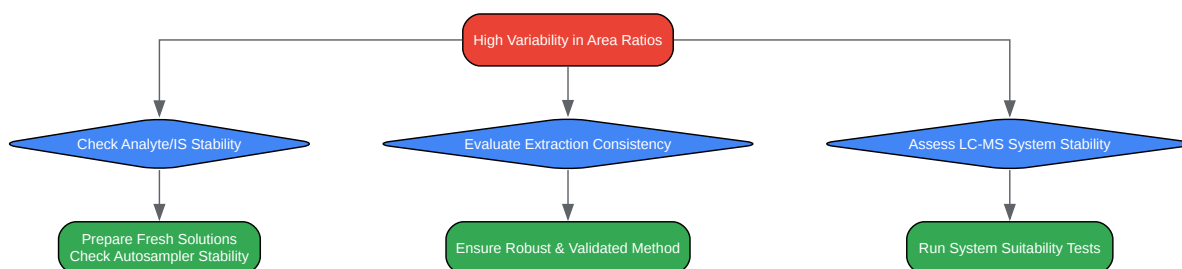 High Variability in Area Ratios
Check Analyte/IS Stability
Evaluate Extraction Consistency
Assess LC-MS System Stability
Prepare Fresh Solutions
Check Autosampler Stability
Ensure Robust & Validated Method
Run System Suitability Tests